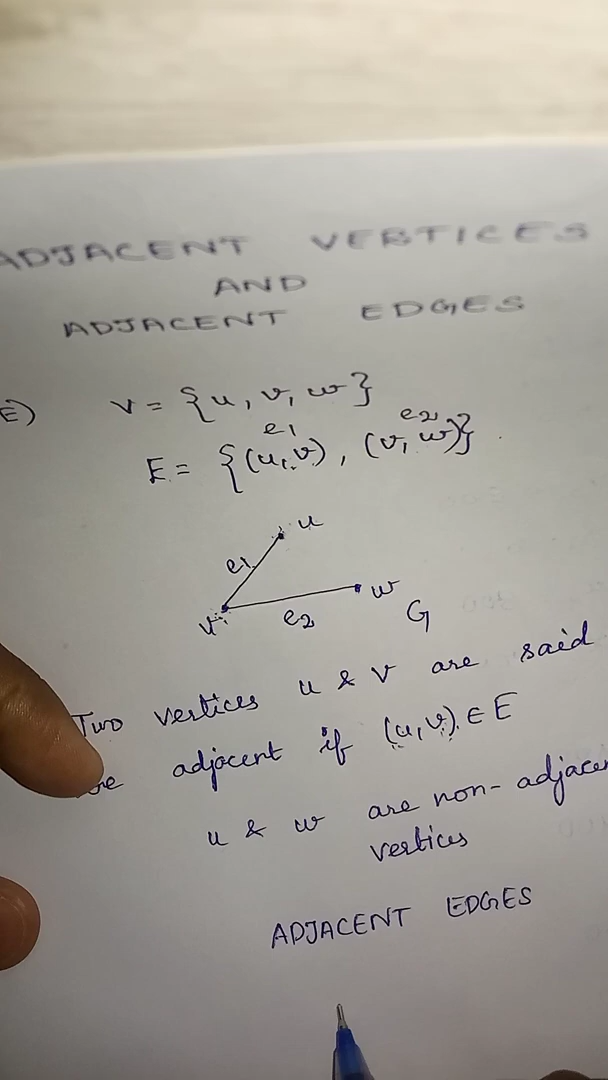 ADJACENT VERTICES
AND
ADJACENT EDGES
E) V = {u, v, w}
e1 e2
E = {(u,v), (v,w)}
u
e1
w
v e2 G
Two vertices u & v are said
adjacent if (u,v) ∈ E
u & w are non-adjacen
vertices
ADJACENT EDGES